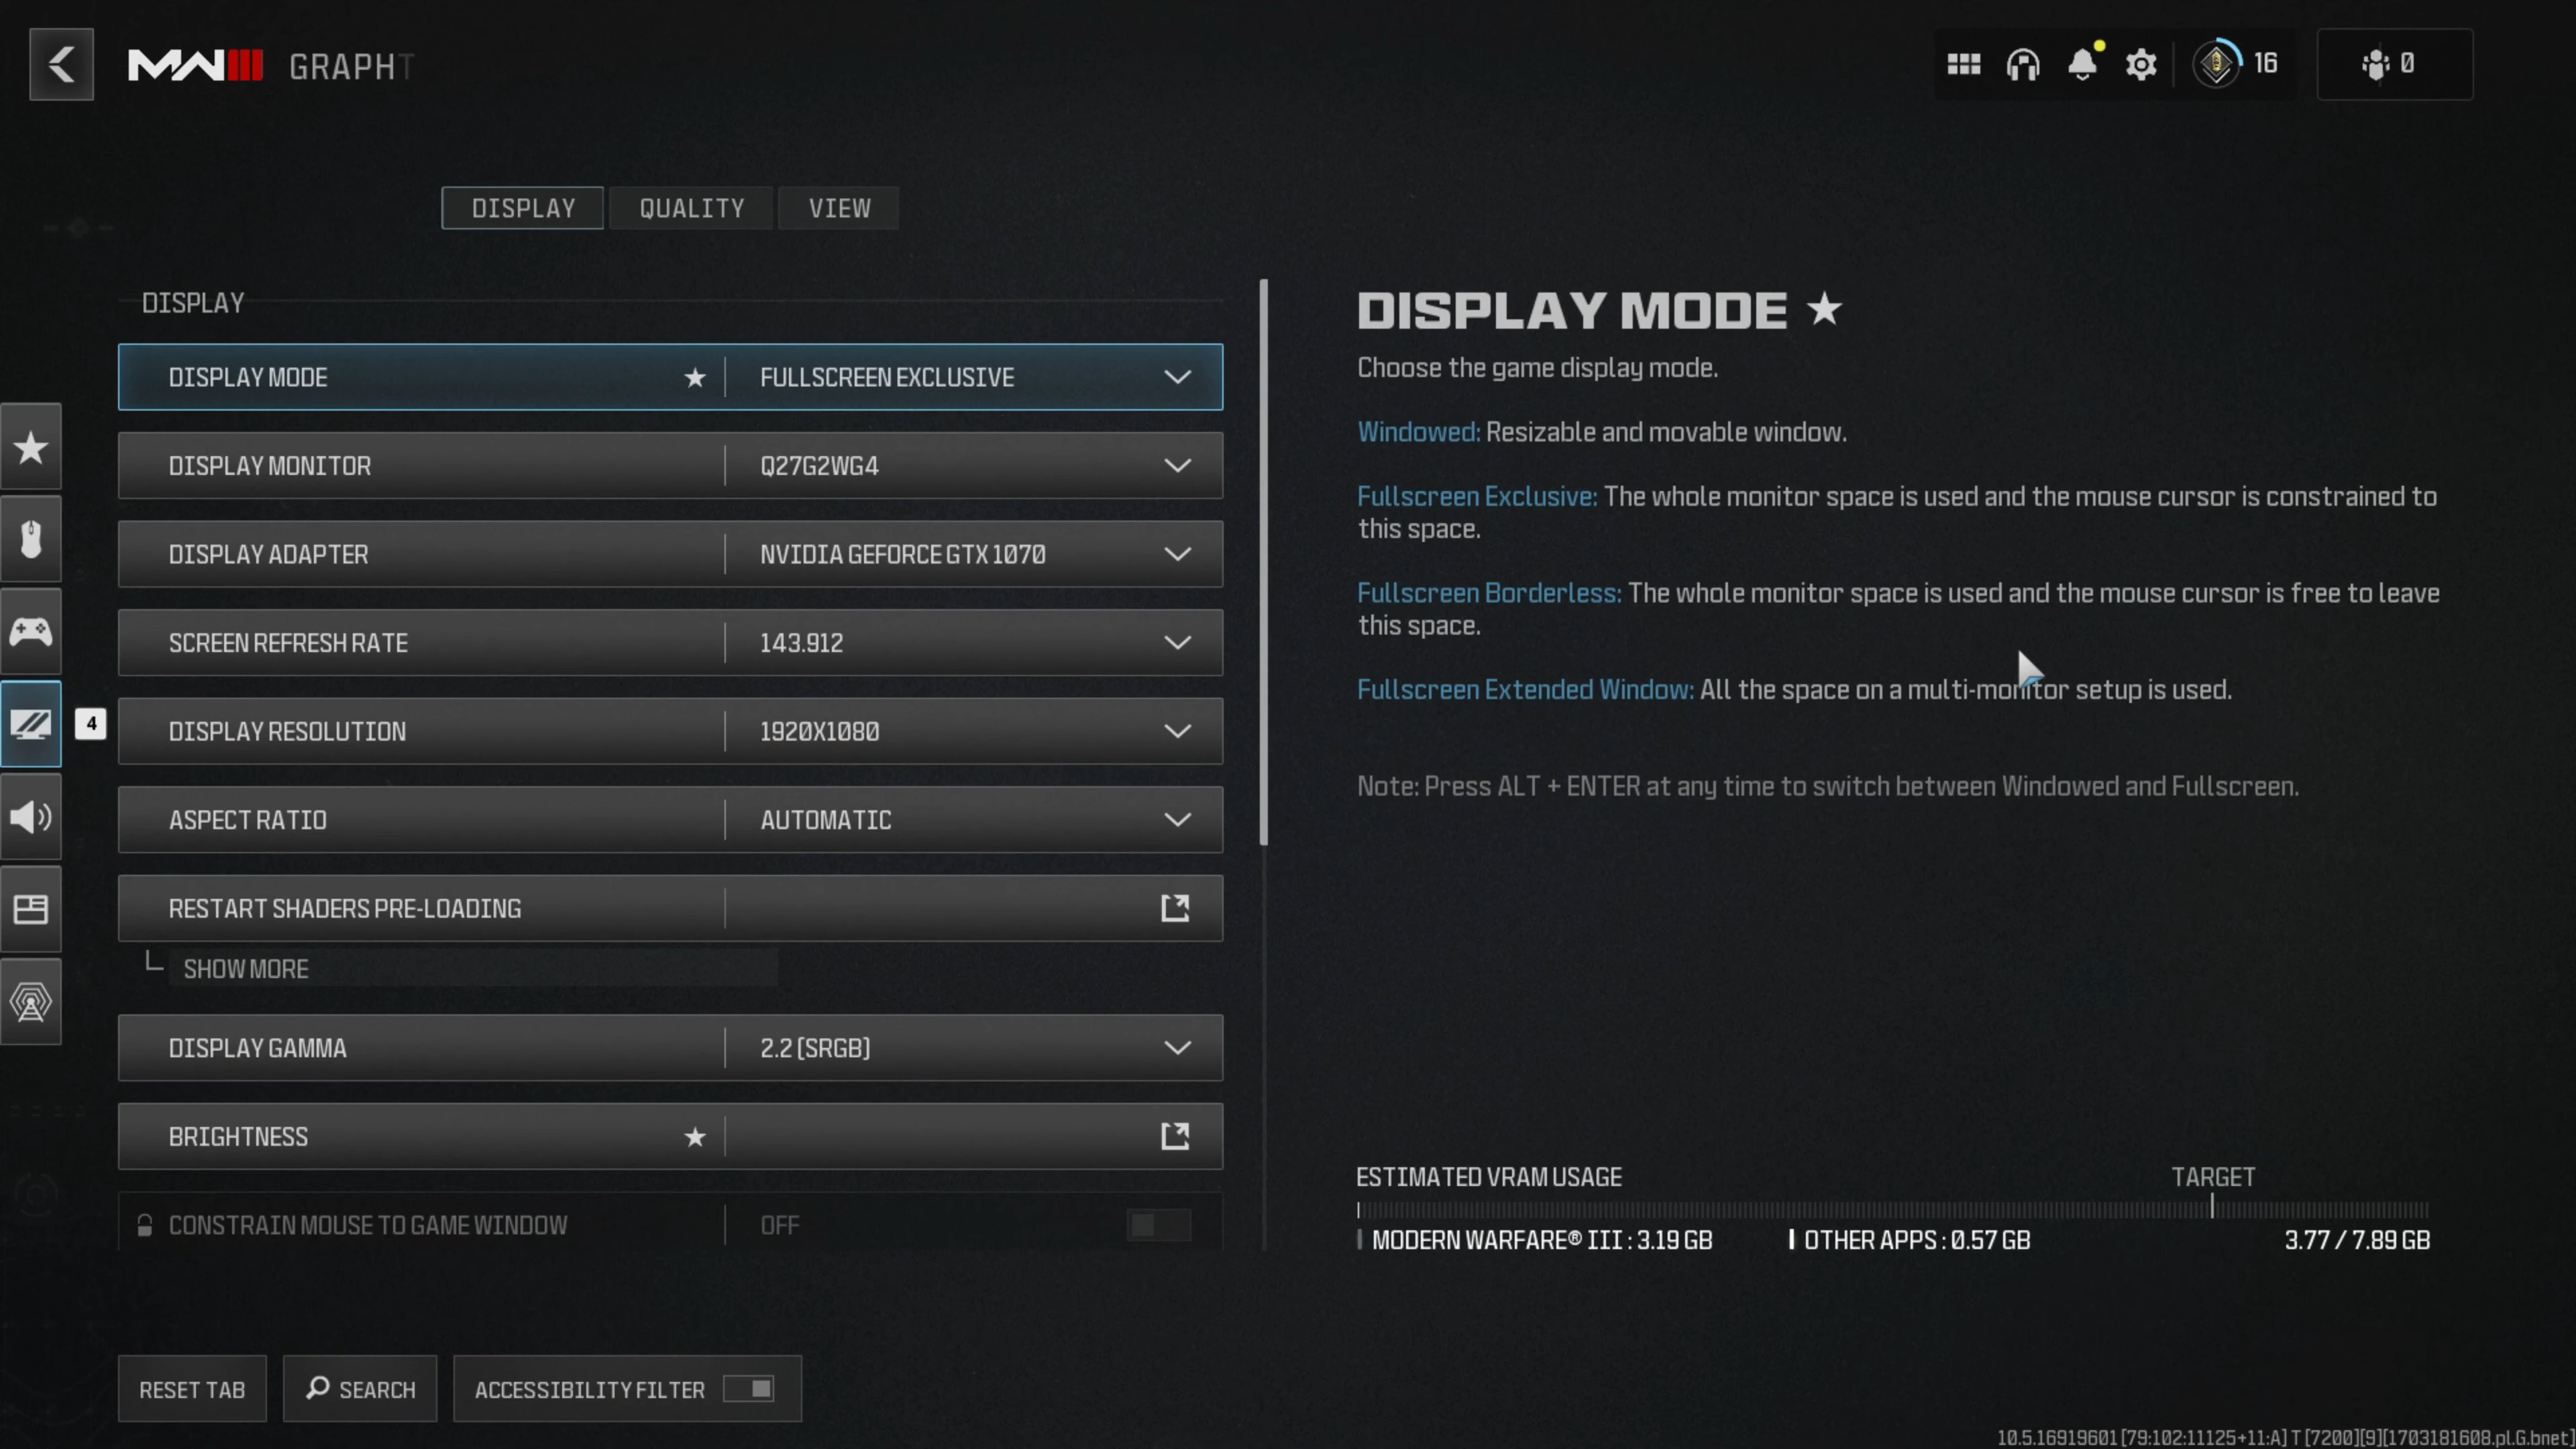 MWIII GRAPHT
16
0
DISPLAY
QUALITY
VIEW
DISPLAY
DISPLAY MODE
FULLSCREEN EXCLUSIVE
DISPLAY MONITOR
Q27G2WG4
DISPLAY ADAPTER
NVIDIA GEFORCE GTX 1070
SCREEN REFRESH RATE
143.912
4
DISPLAY RESOLUTION
1920X1080
ASPECT RATIO
AUTOMATIC
RESTART SHADERS PRE-LOADING
SHOW MORE
DISPLAY GAMMA
2.2 (SRGB)
BRIGHTNESS
CONSTRAIN MOUSE TO GAME WINDOW
OFF
DISPLAY MODE
Choose the game display mode.
Windowed: Resizable and movable window.
Fullscreen Exclusive: The whole monitor space is used and the mouse cursor is constrained to
this space.
Fullscreen Borderless: The whole monitor space is used and the mouse cursor is free to leave
this space.
Fullscreen Extended Window: All the space on a multi-monitor setup is used.
Note: Press ALT + ENTER at any time to switch between Windowed and Fullscreen.
ESTIMATED VRAM USAGE
TARGET
MODERN WARFARE® III : 3.19 GB
OTHER APPS : 0.57 GB
3.77 / 7.89 GB
RESET TAB
SEARCH
ACCESSIBILITY FILTER
10.5.16919601 [79:102:11125+11:A] T [7200][9][1703181608.pl.G.bnet]